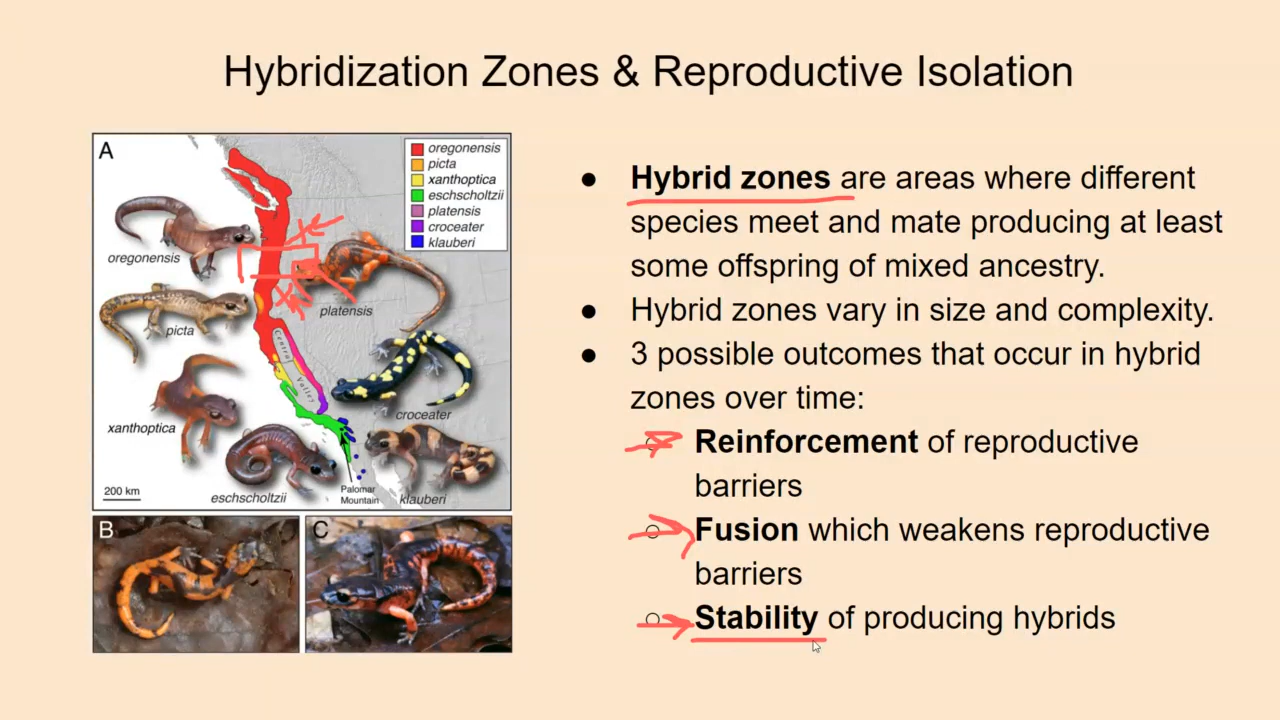 Hybridization Zones & Reproductive Isolation
A
oregonensis
picta
xanthoptica
eschscholtzii
platensis
croceater
klauberi
oregonensis
platensis
picta
Central Valley
croceater
xanthoptica
eschscholtzii
klauberi
Palomar
Mountain
200 km
B
C
● Hybrid zones are areas where different
species meet and mate producing at least
some offspring of mixed ancestry.
● Hybrid zones vary in size and complexity.
● 3 possible outcomes that occur in hybrid
zones over time:
○ Reinforcement of reproductive
barriers
○ Fusion which weakens reproductive
barriers
○ Stability of producing hybrids